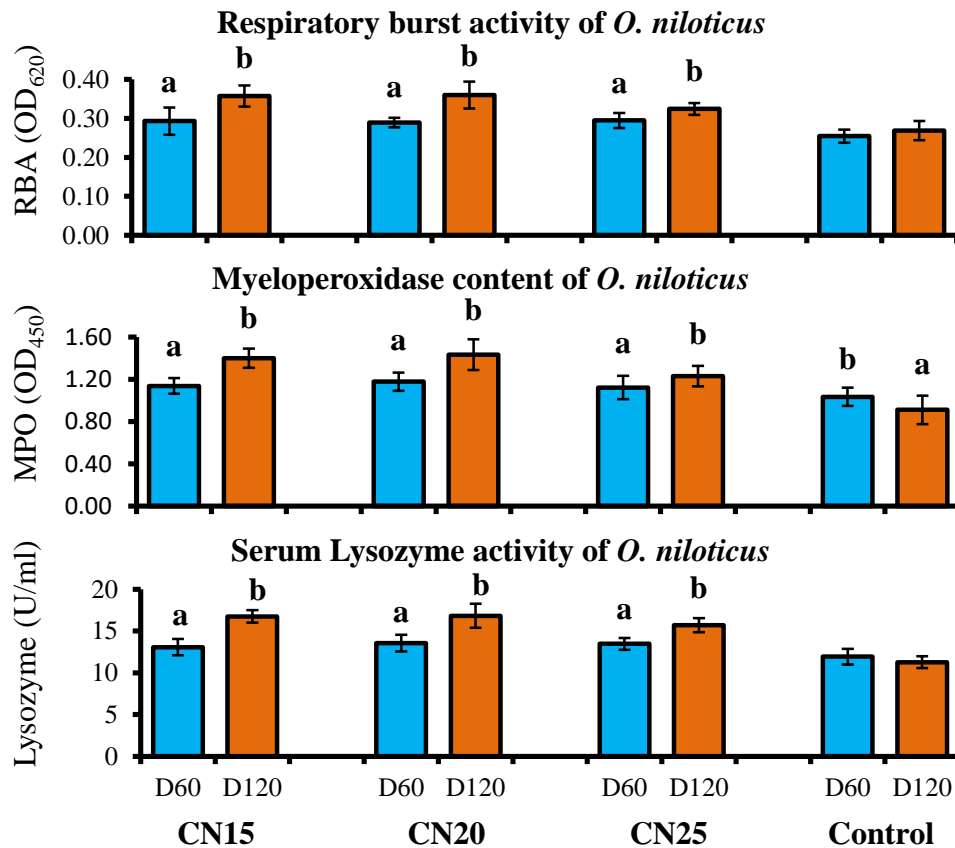 Respiratory burst activity of O. niloticus
RBA (OD620)
0.40
0.30
0.20
0.10
0.00
a b a b a b
Myeloperoxidase content of O. niloticus
MPO (OD450)
1.60
1.20
0.80
0.40
0.00
a b a b a b b a
Serum Lysozyme activity of O. niloticus
Lysozyme (U/ml)
20
15
10
5
0
a b a b a b
D60 D120 D60 D120 D60 D120 D60 D120
CN15 CN20 CN25 Control